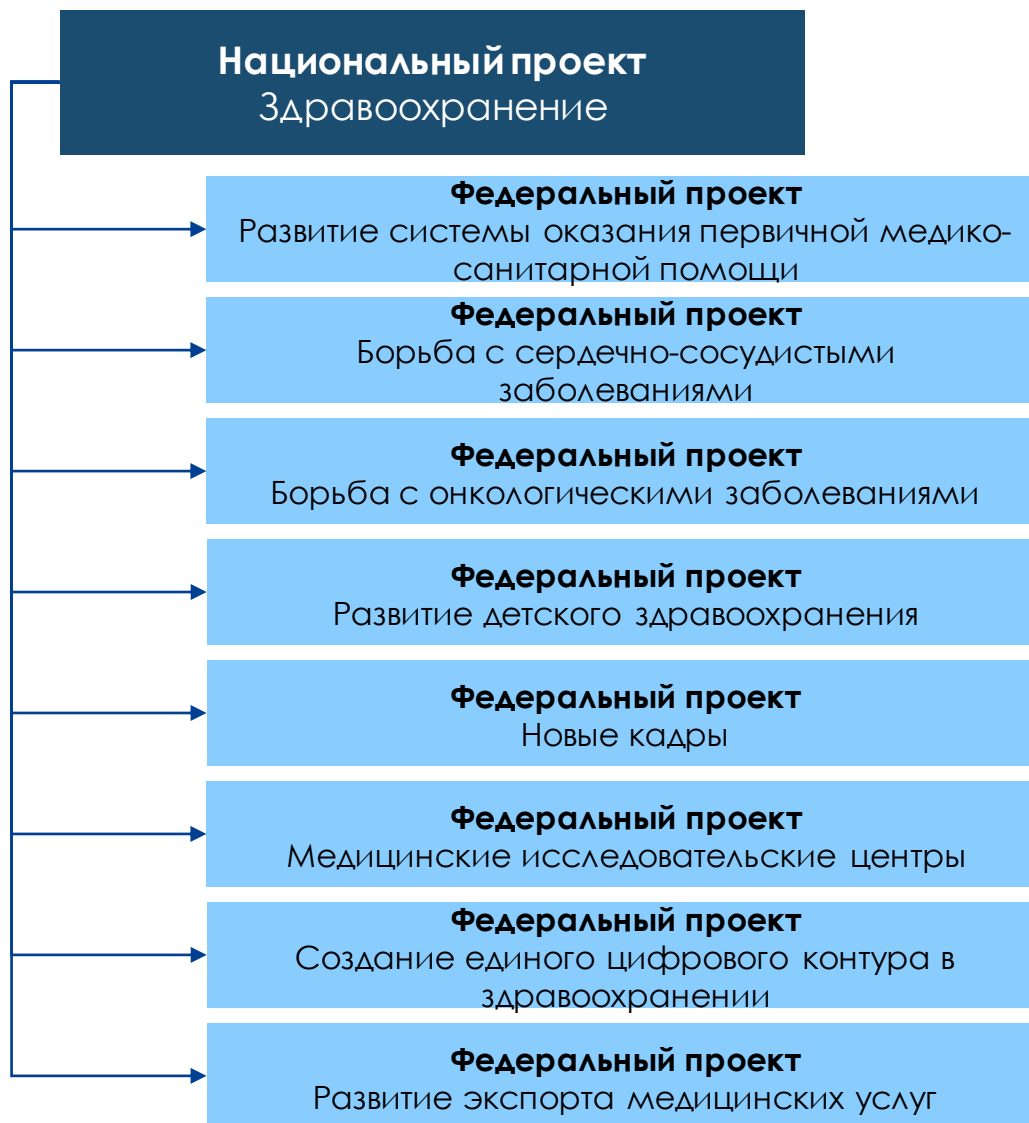 Национальный проект
Здравоохранение
Федеральный проект
Развитие системы оказания первичной медико-
санитарной помощи
Федеральный проект
Борьба с сердечно-сосудистыми
заболеваниями
Федеральный проект
Борьба с онкологическими заболеваниями
Федеральный проект
Развитие детского здравоохранения
Федеральный проект
Новые кадры
Федеральный проект
Медицинские исследовательские центры
Федеральный проект
Создание единого цифрового контура в
здравоохранении
Федеральный проект
Развитие экспорта медицинских услуг